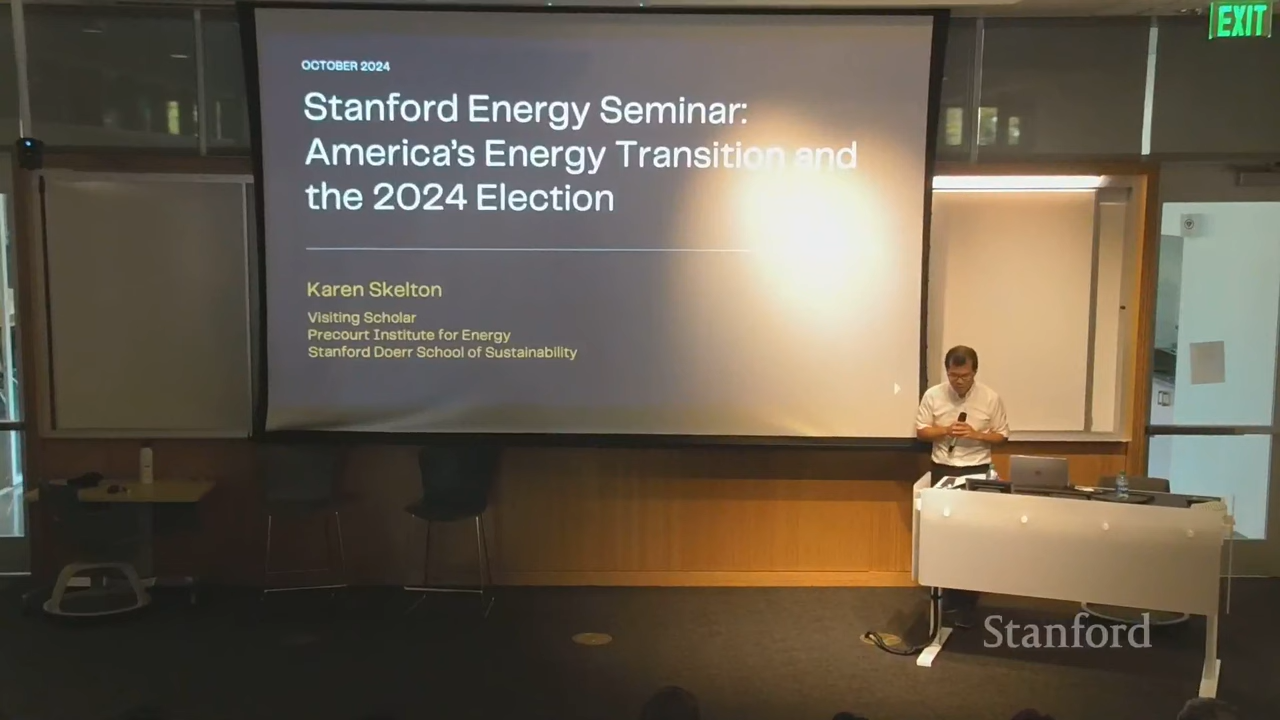 EXIT
OCTOBER 2024
Stanford Energy Seminar:
America's Energy Transition and
the 2024 Election
Karen Skelton
Visiting Scholar
Precourt Institute for Energy
Stanford Doerr School of Sustainability
Stanford